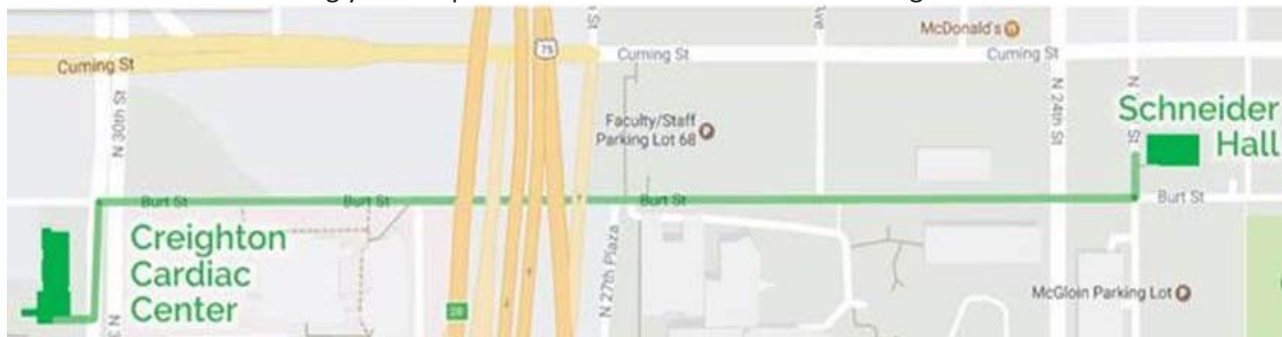 75
McDonald's
Cuming St
Cuming St
Cuming St
N 30th St
St
Ave
N 24th St
Schneider
Hall
Faculty/Staff
Parking Lot 68
Burt St
Burt St
Burt St
Burt St
Creighton
Cardiac
Center
N 27th Plaza
McGloin Parking Lot
N